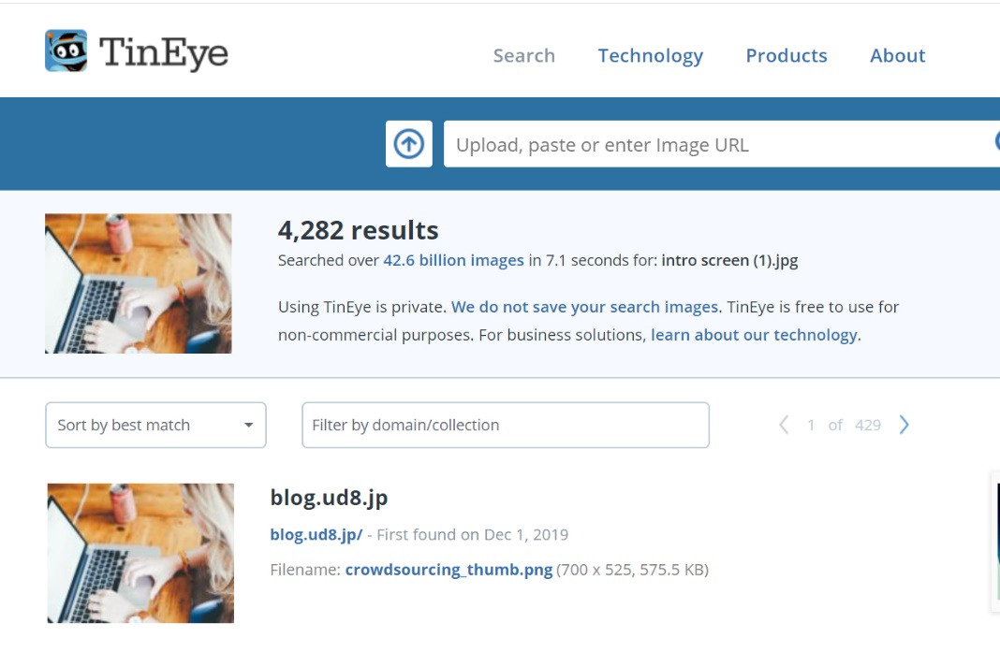 TinEye
Search Technology Products About
Upload, paste or enter Image URL
4,282 results
Searched over 42.6 billion images in 7.1 seconds for: intro screen (1).jpg
Using TinEye is private. We do not save your search images. TinEye is free to use for
non-commercial purposes. For business solutions, learn about our technology.
Sort by best match
Filter by domain/collection
1 of 429
blog.ud8.jp
blog.ud8.jp/ - First found on Dec 1, 2019
Filename: crowdsourcing_thumb.png (700 x 525, 575.5 KB)